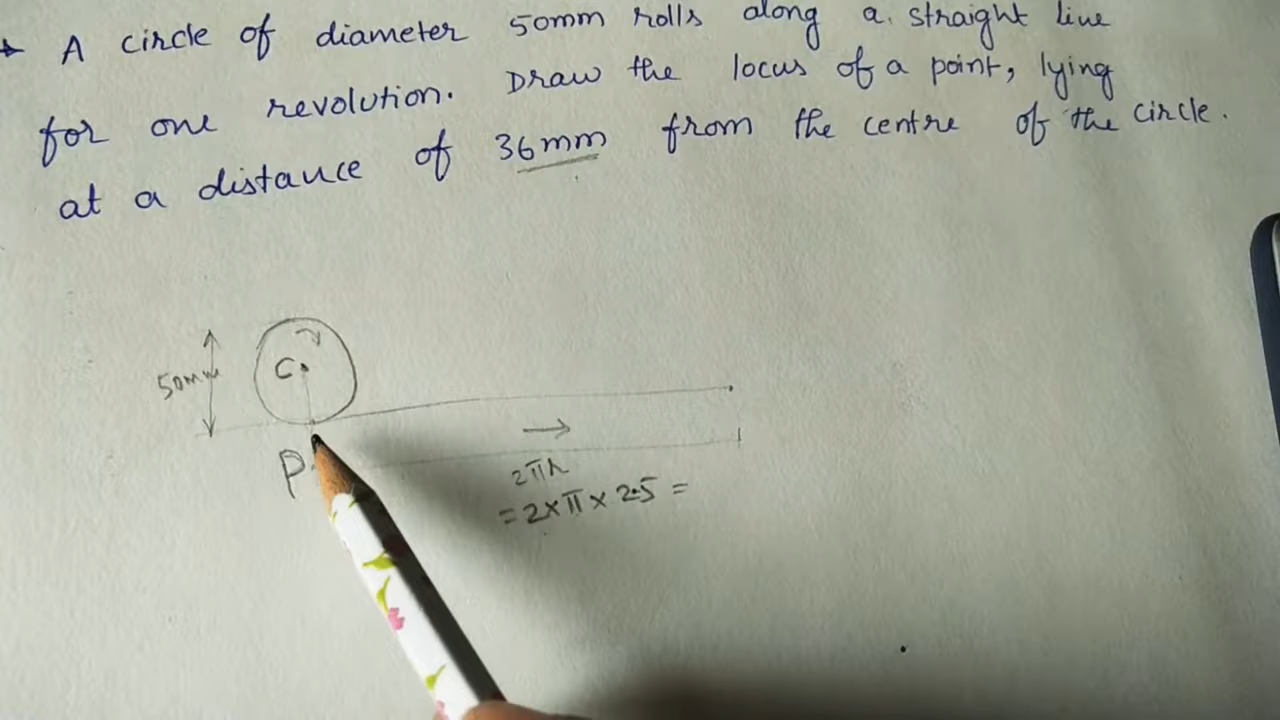 A circle of diameter 50mm rolls along a straight line
for one revolution. Draw the locus of a point, lying
at a distance of 36mm from the centre of the circle.
C
50mm
P
2πr
= 2×π×2.5 =